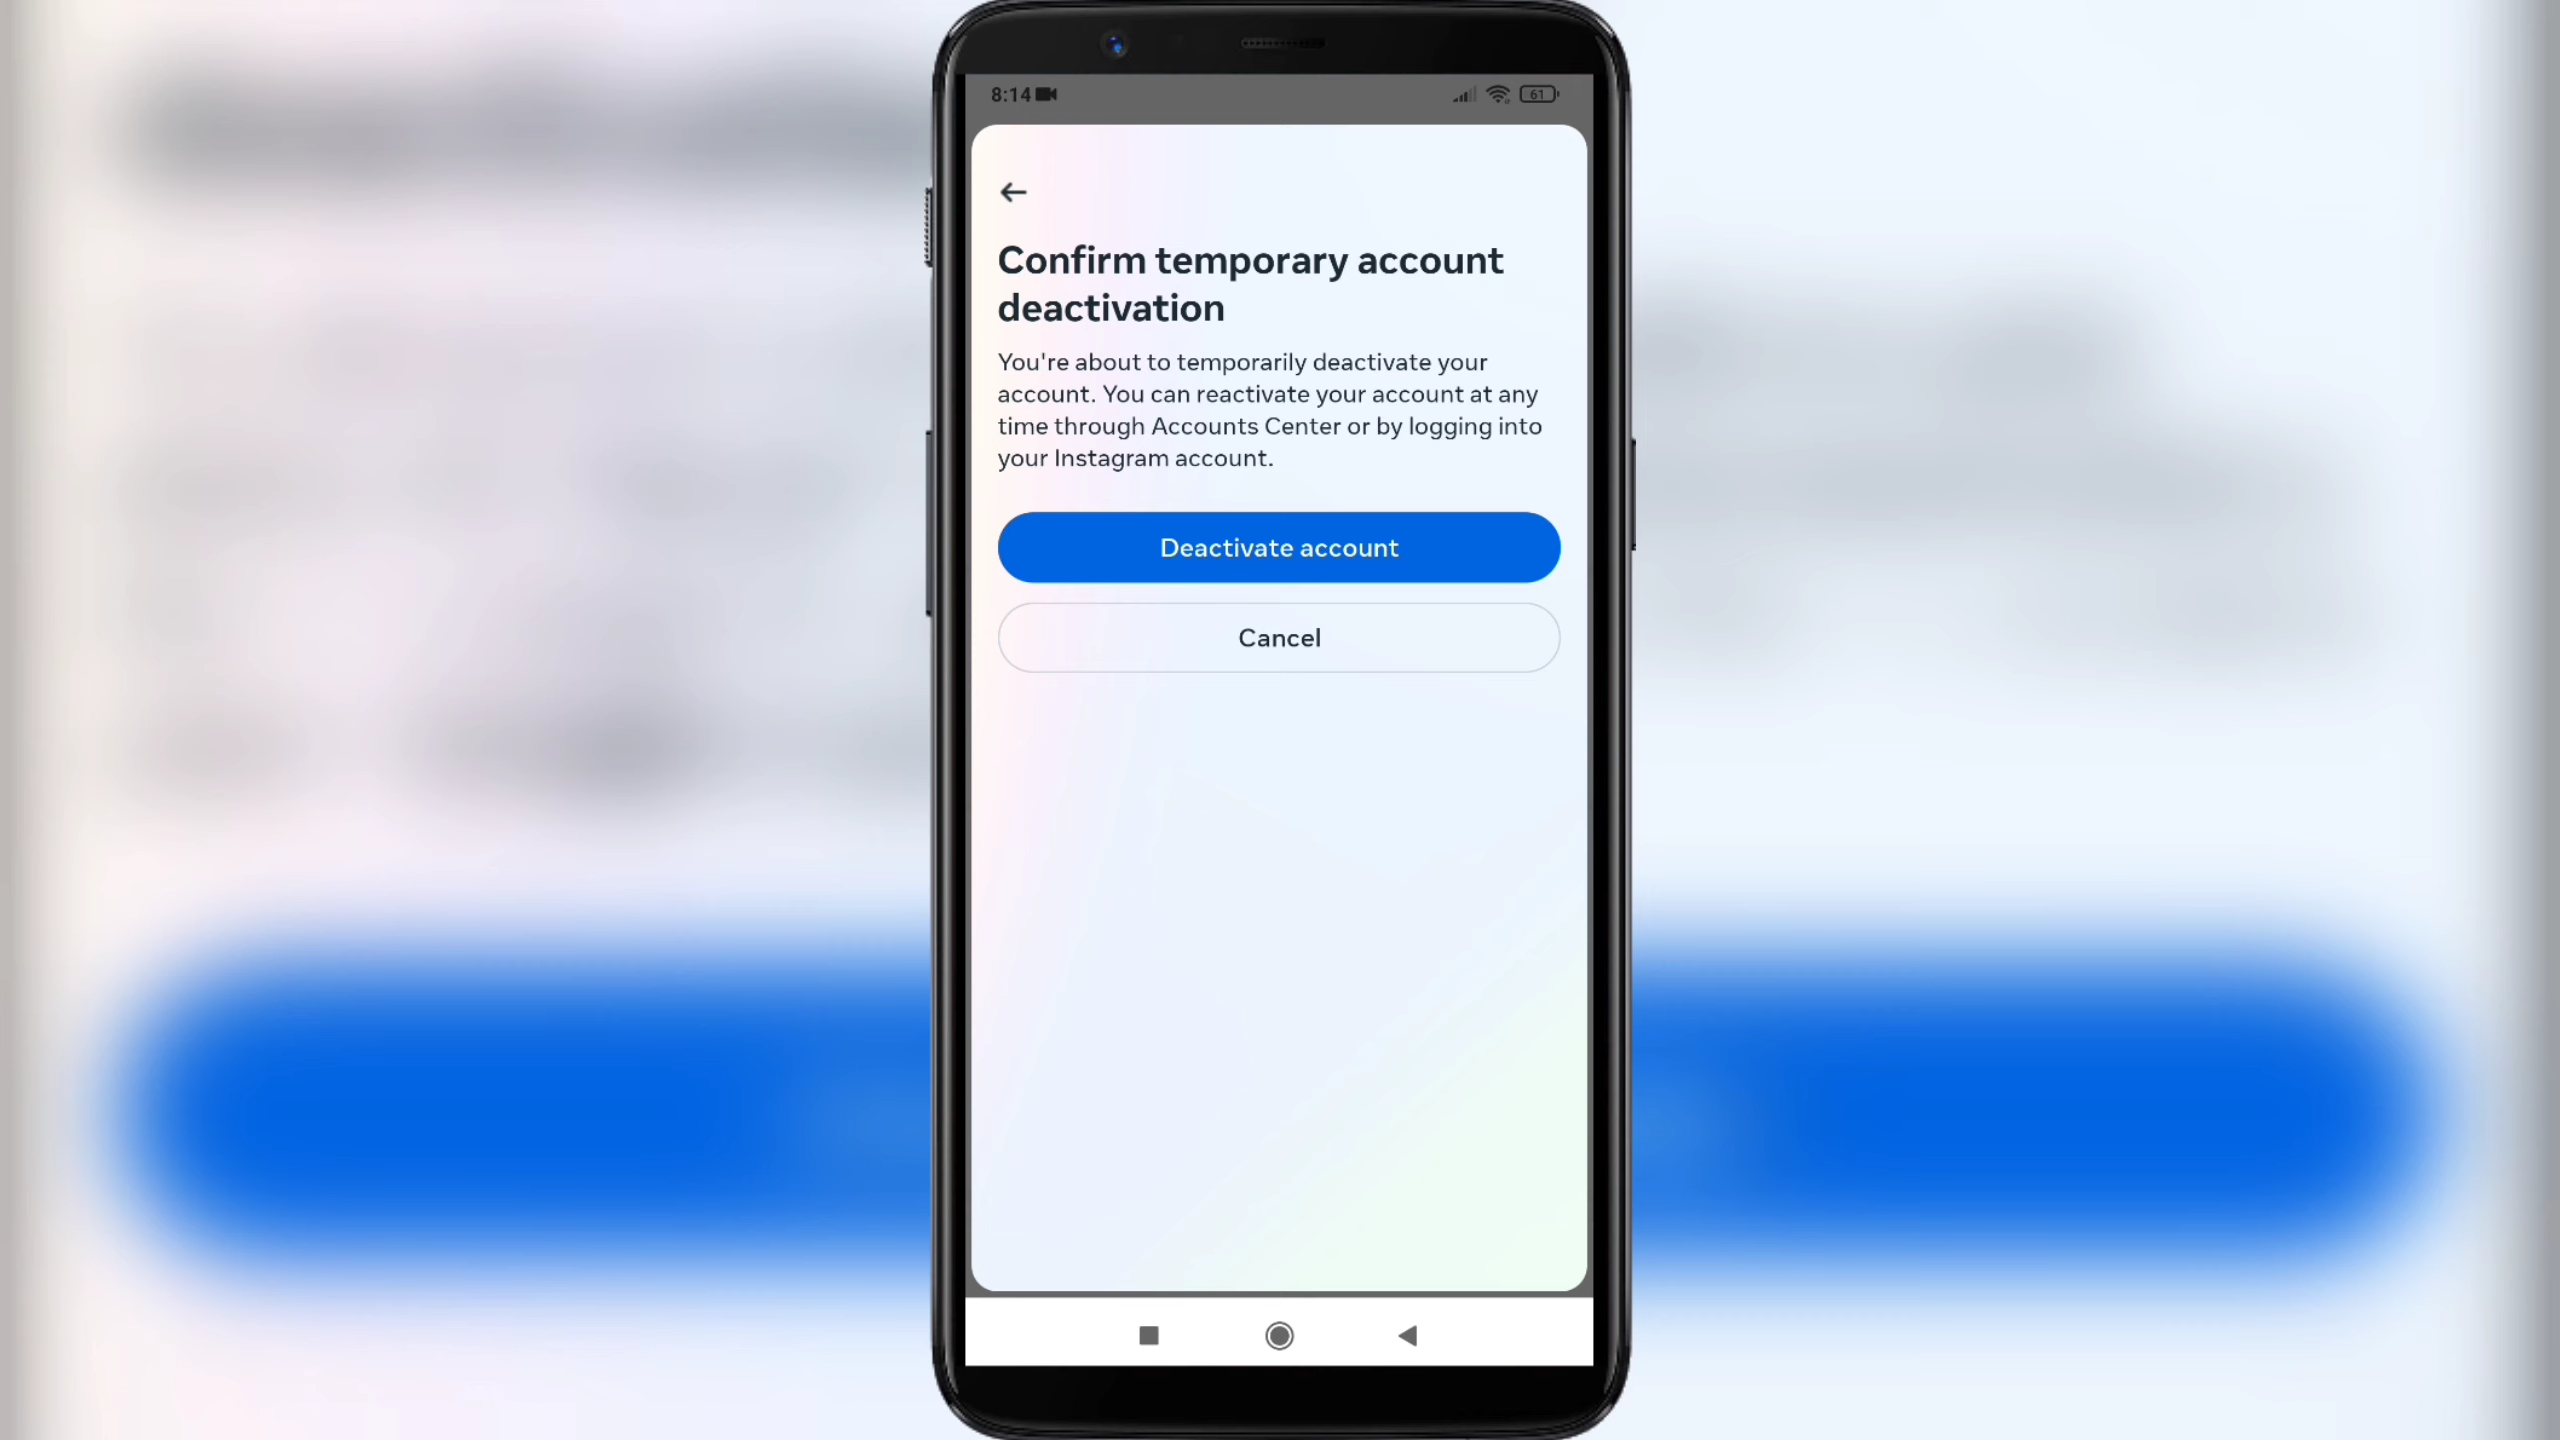 8:14
61
Confirm temporary account
deactivation
You're about to temporarily deactivate your
account. You can reactivate your account at any
time through Accounts Center or by logging into
your Instagram account.
Deactivate account
Cancel